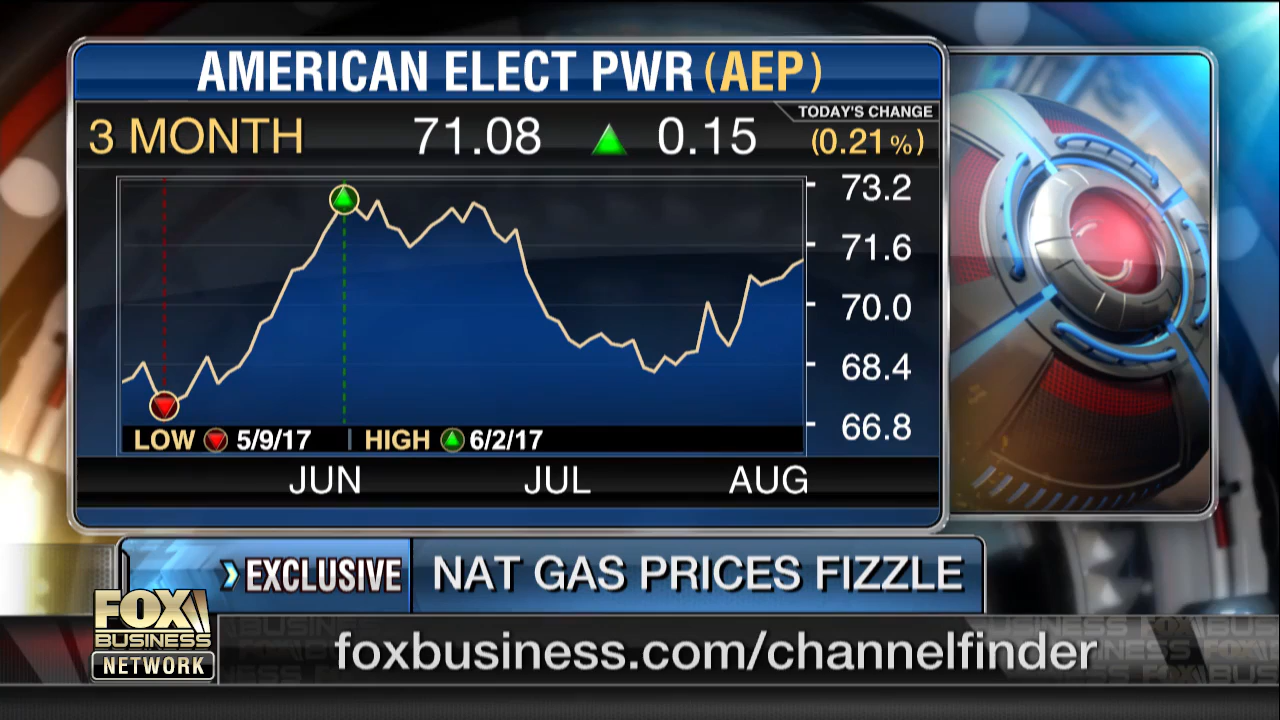 AMERICAN ELECT PWR (AEP)
TODAY'S CHANGE
3 MONTH 71.08 0.15 (0.21%)
73.2
71.6
70.0
68.4
66.8
LOW 5/9/17 | HIGH 6/2/17
JUN JUL AUG
EXCLUSIVE NAT GAS PRICES FIZZLE
FOX
BUSINESS
NETWORK
foxbusiness.com/channelfinder